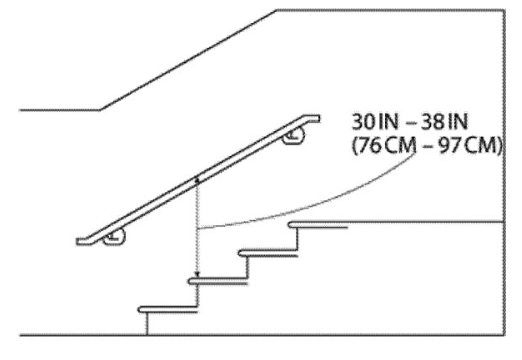 30 IN – 38 IN
(76 CM – 97 CM)